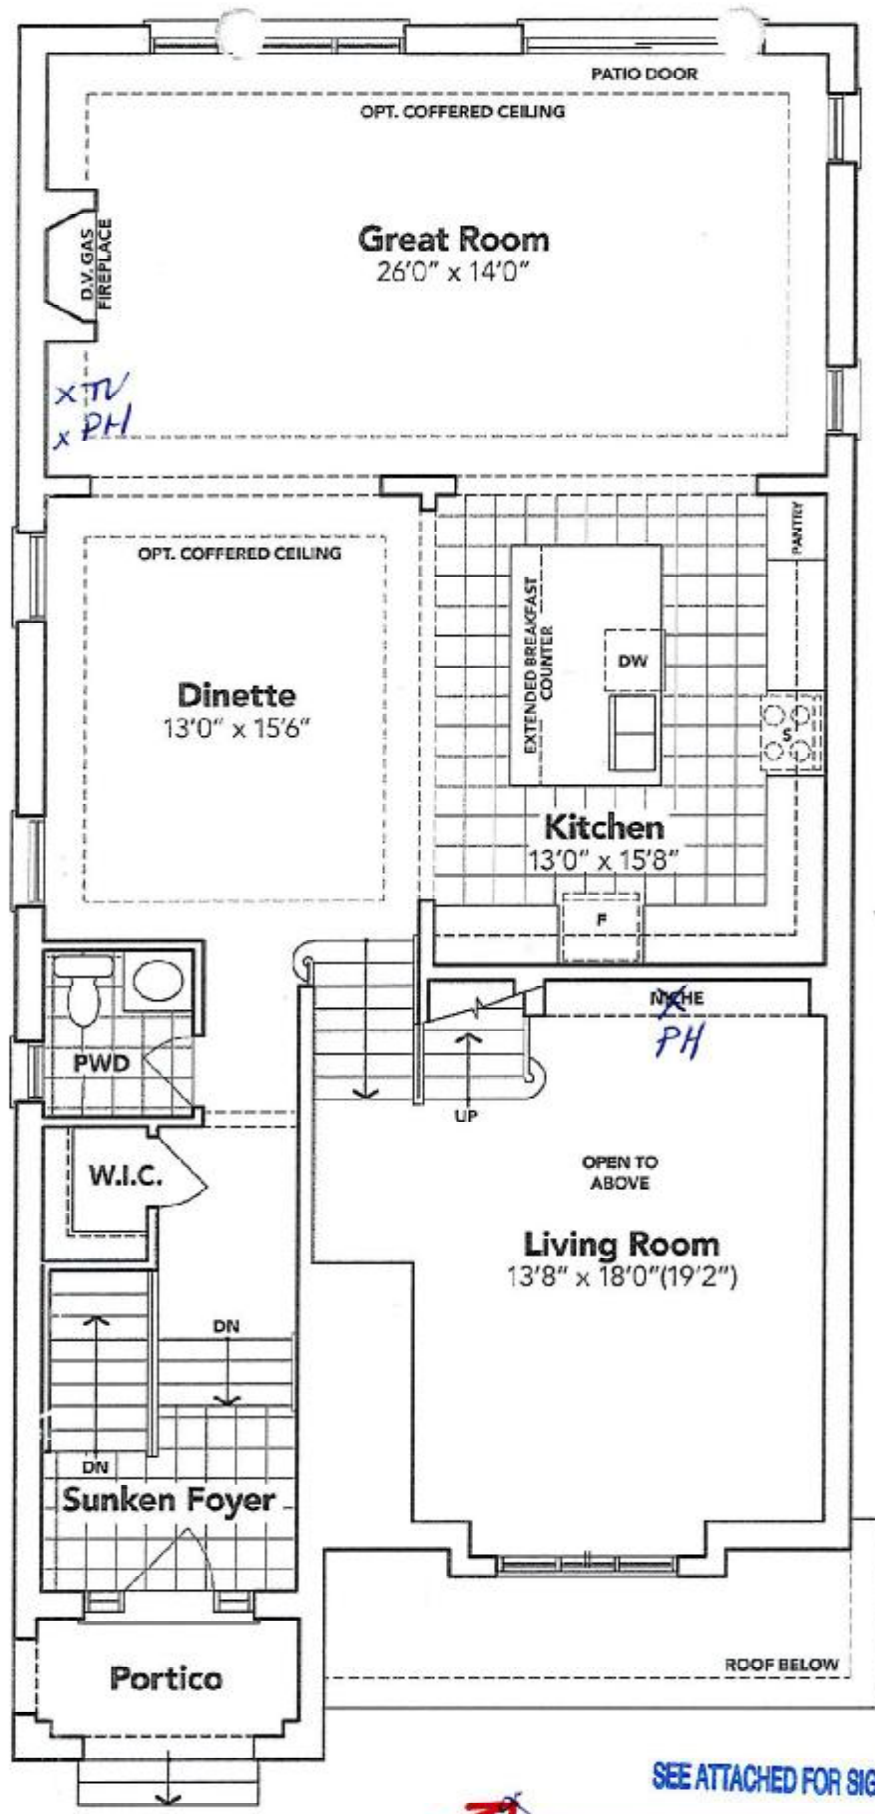 PATIO DOOR
OPT. COFFERED CEILING
Great Room
26'0" x 14'0"
D.V. GAS
FIREPLACE
x TV
x PH
OPT. COFFERED CEILING
PANTRY
EXTENDED BREAKFAST
COUNTER
DW
Dinette
13'0" x 15'6"
S
Kitchen
13'0" x 15'8"
F
NICHE
x
PH
PWD
UP
W.I.C.
OPEN TO
ABOVE
Living Room
13'8" x 18'0"(19'2")
DN
DN
Sunken Foyer
Portico
ROOF BELOW
SEE ATTACHED FOR SIG